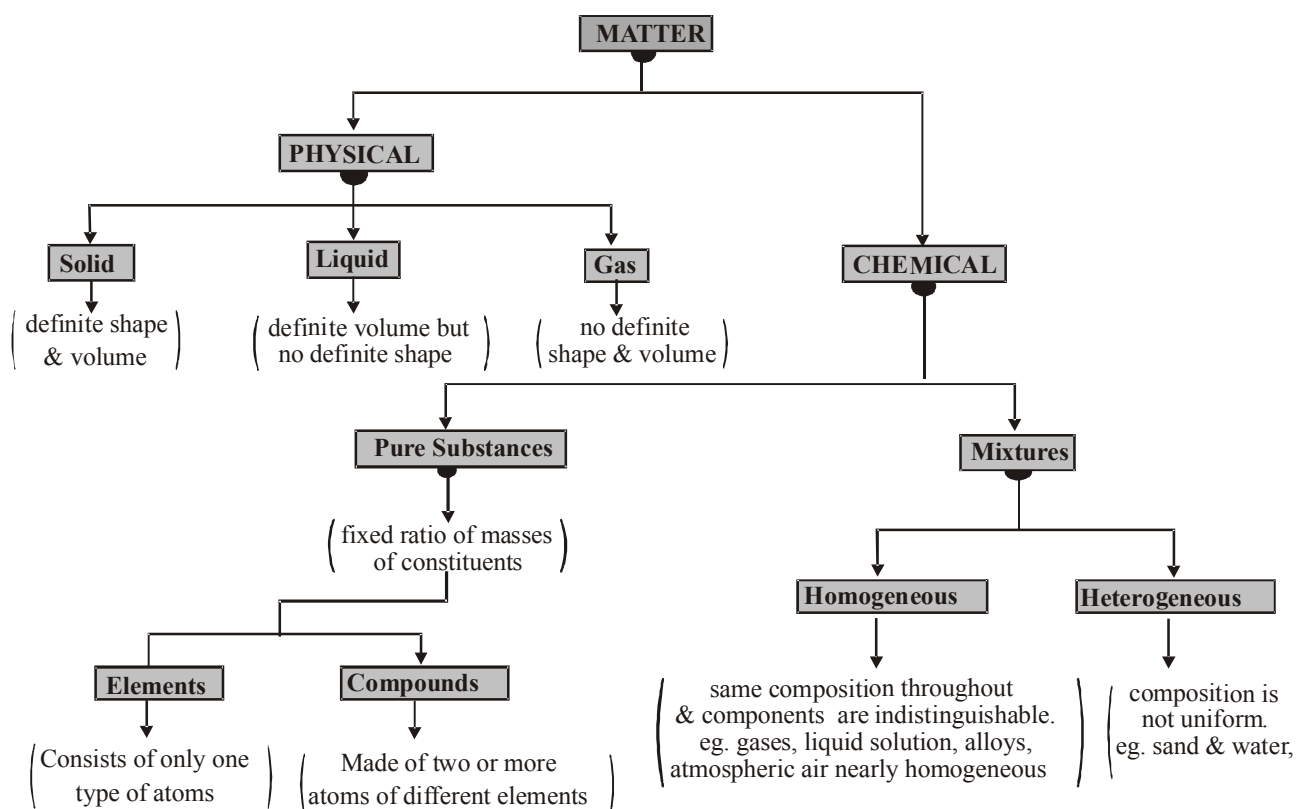 MATTER
PHYSICAL
Solid
Liquid
Gas
CHEMICAL
definite shape
& volume
definite volume but
no definite shape
no definite
shape & volume
Pure Substances
Mixtures
fixed ratio of masses
of constituents
Homogeneous
Heterogeneous
Elements
Compounds
same composition throughout
& components are indistinguishable.
eg. gases, liquid solution, alloys,
atmospheric air nearly homogeneous
composition is
not uniform.
eg. sand & water,
Consists of only one
type of atoms
Made of two or more
atoms of different elements